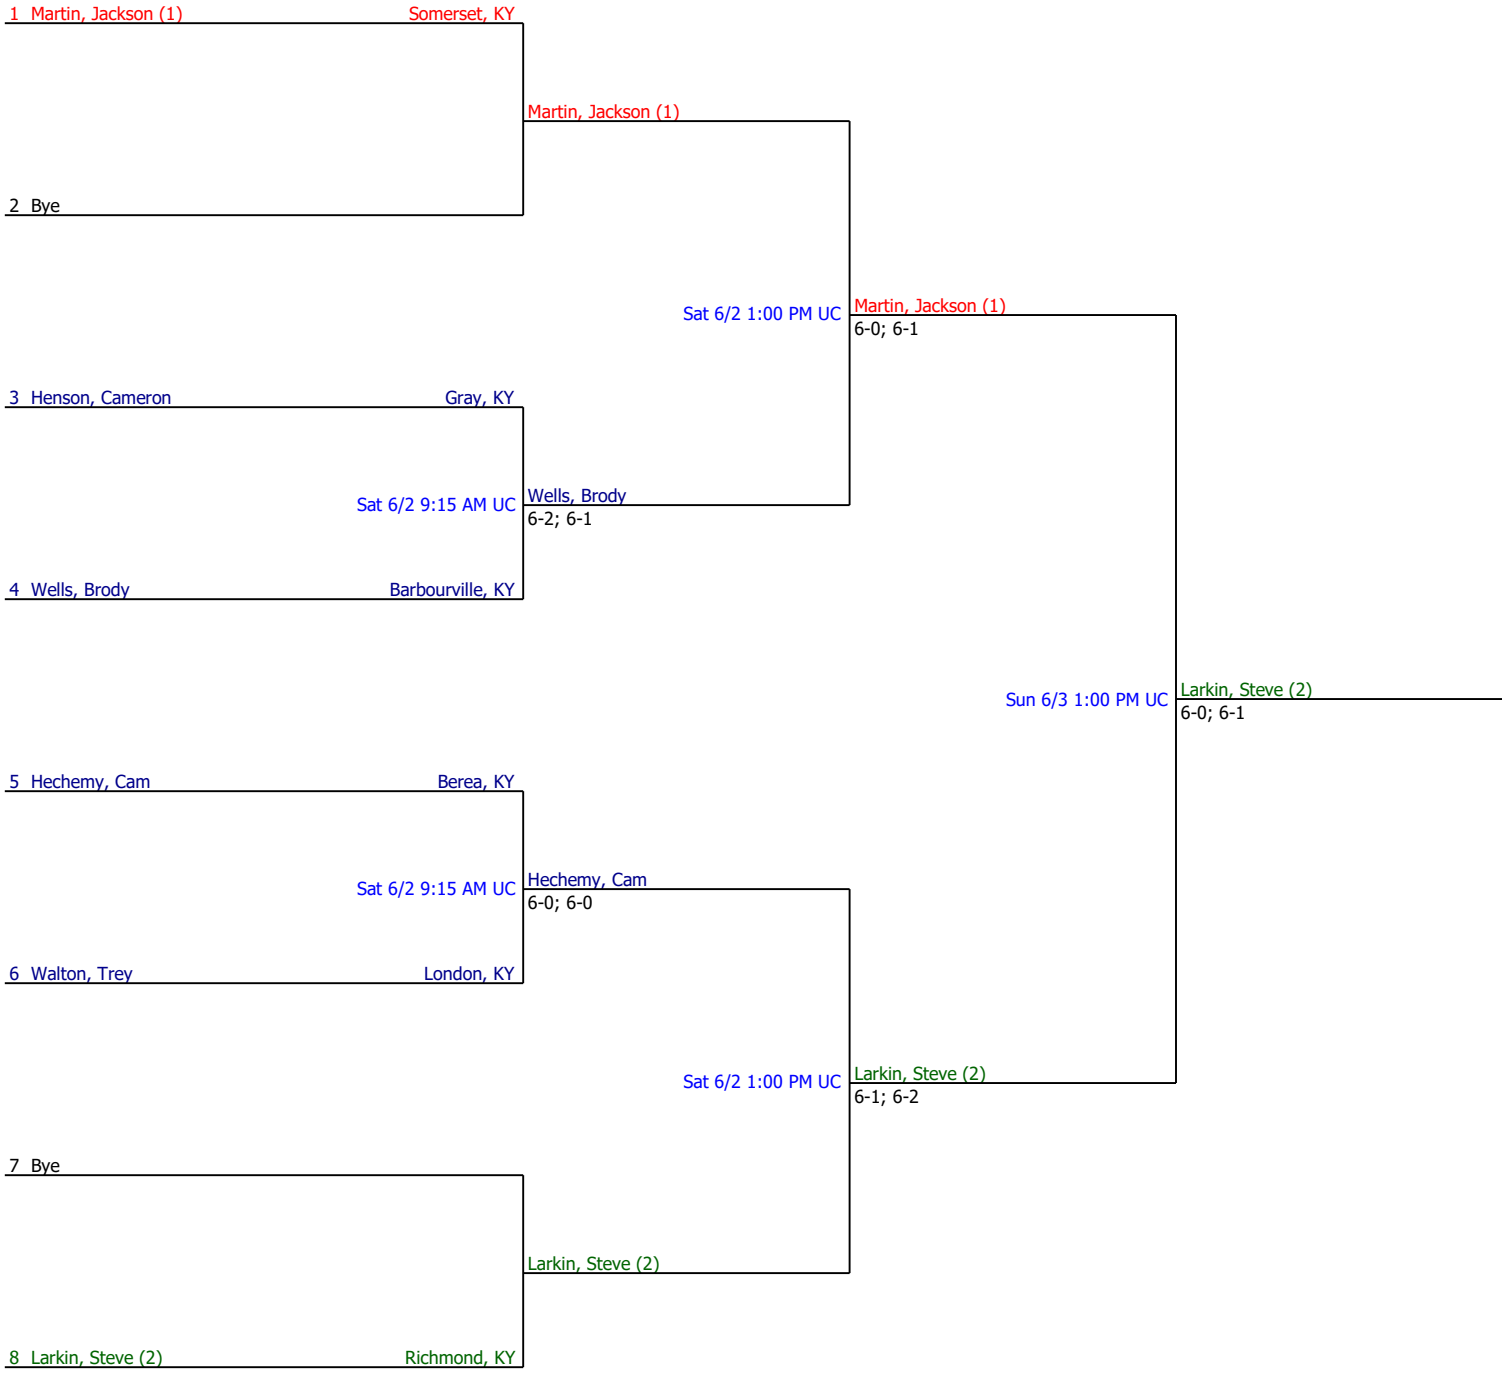 1 Martin, Jackson (1) Somerset, KY
Martin, Jackson (1)
2 Bye
Sat 6/2 1:00 PM UC Martin, Jackson (1)
6-0; 6-1
3 Henson, Cameron Gray, KY
Sat 6/2 9:15 AM UC Wells, Brody
6-2; 6-1
4 Wells, Brody Barbourville, KY
Sun 6/3 1:00 PM UC Larkin, Steve (2)
6-0; 6-1
5 Hechemy, Cam Berea, KY
Sat 6/2 9:15 AM UC Hechemy, Cam
6-0; 6-0
6 Walton, Trey London, KY
Sat 6/2 1:00 PM UC Larkin, Steve (2)
6-1; 6-2
7 Bye
Larkin, Steve (2)
8 Larkin, Steve (2) Richmond, KY